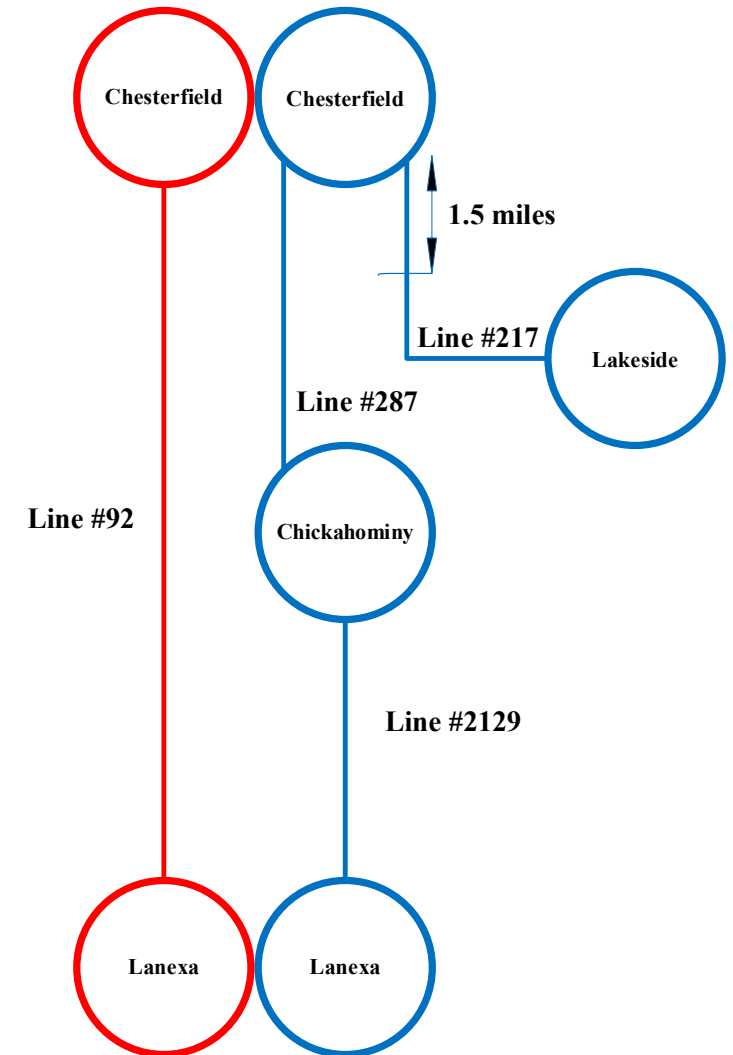 Chesterfield
Chesterfield
1.5 miles
Line #217
Lakeside
Line #287
Line #92
Chickahominy
Line #2129
Lanexa
Lanexa